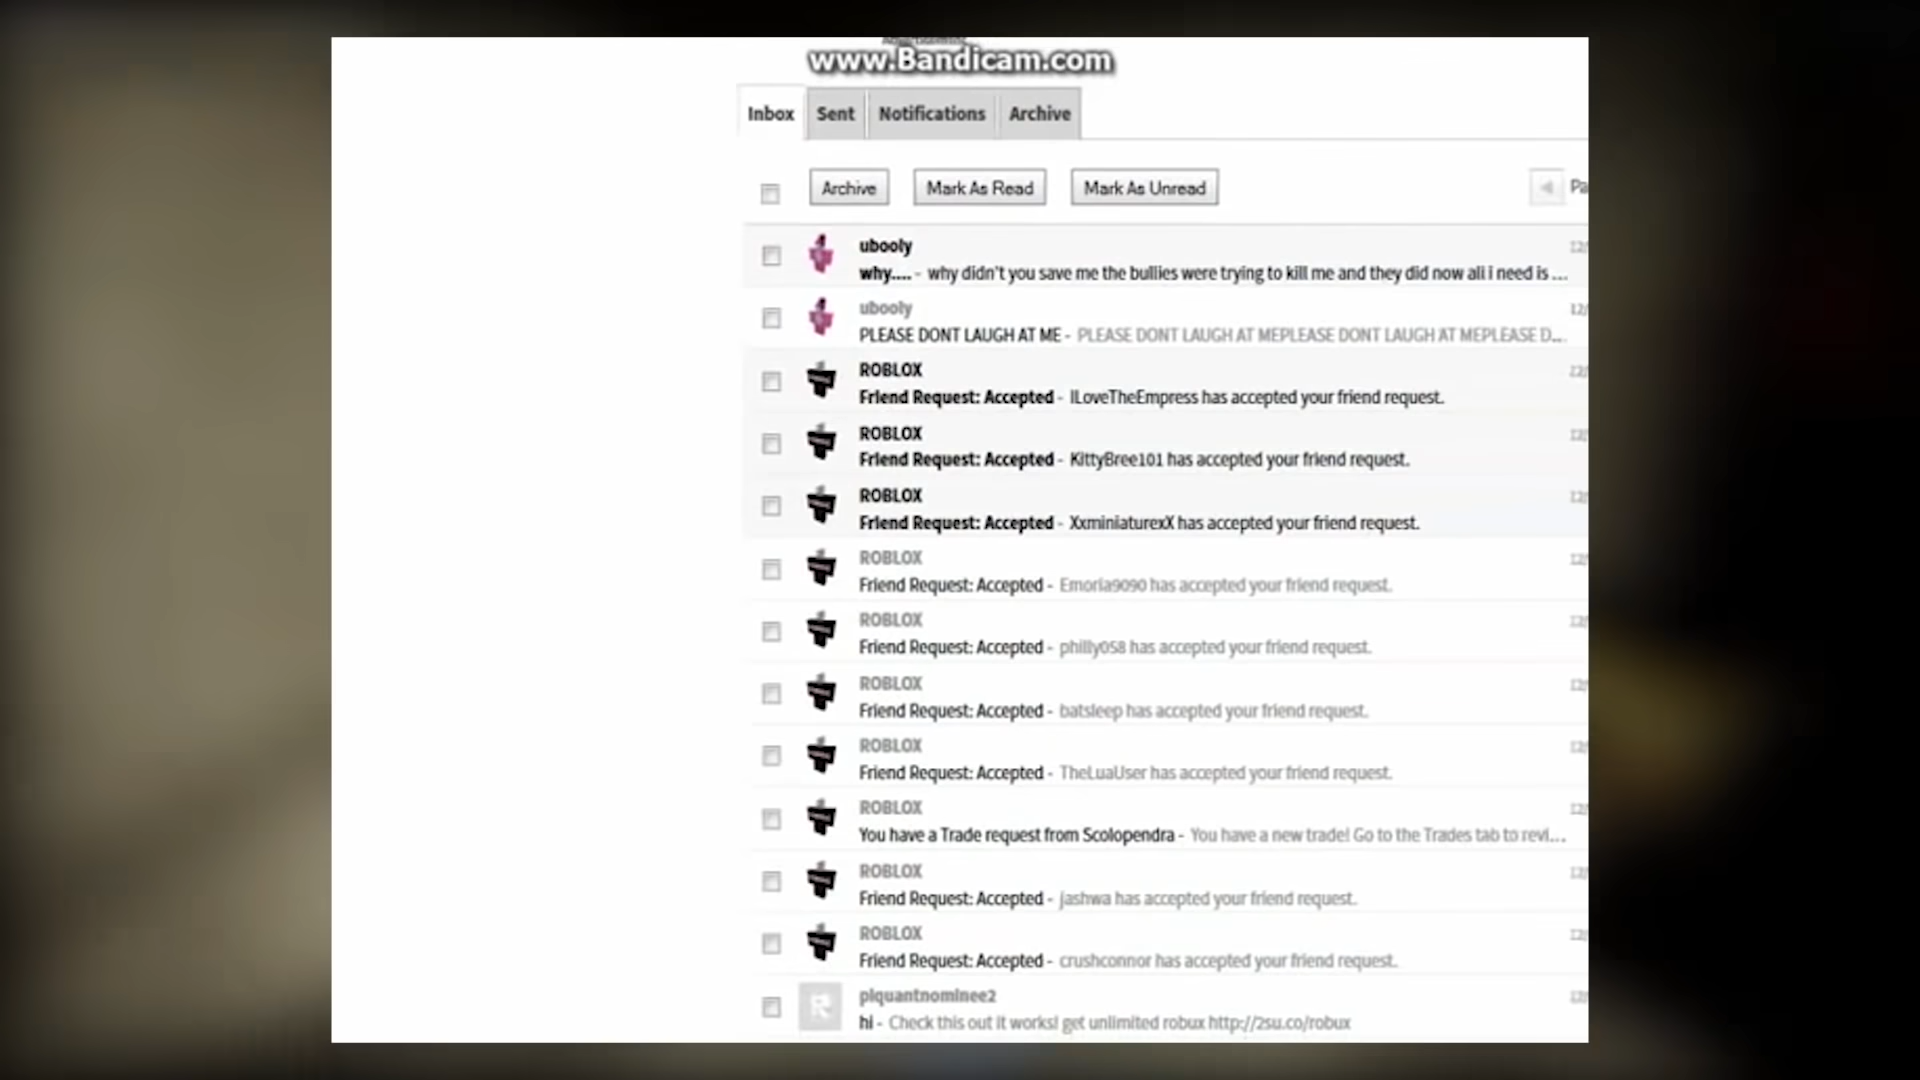 www.Bandicam.com
Inbox Sent Notifications Archive
Archive Mark As Read Mark As Unread
ubooly
why.... - why didn't you save me the bullies were trying to kill me and they did now all i need is ...
ubooly
PLEASE DONT LAUGH AT ME - PLEASE DONT LAUGH AT MEPLEASE DONT LAUGH AT MEPLEASE D...
ROBLOX
Friend Request: Accepted - ILoveTheEmpress has accepted your friend request.
ROBLOX
Friend Request: Accepted - KittyBree101 has accepted your friend request.
ROBLOX
Friend Request: Accepted - XxminiaturexX has accepted your friend request.
ROBLOX
Friend Request: Accepted - Emoria9090 has accepted your friend request.
ROBLOX
Friend Request: Accepted - philly058 has accepted your friend request.
ROBLOX
Friend Request: Accepted - batsleep has accepted your friend request.
ROBLOX
Friend Request: Accepted - TheLuaUser has accepted your friend request.
ROBLOX
You have a Trade request from Scolopendra - You have a new trade! Go to the Trades tab to revi...
ROBLOX
Friend Request: Accepted - jashwa has accepted your friend request.
ROBLOX
Friend Request: Accepted - crushconnor has accepted your friend request.
piquantnominee2
hi - Check this out it works! get unlimited robux http://2su.co/robux